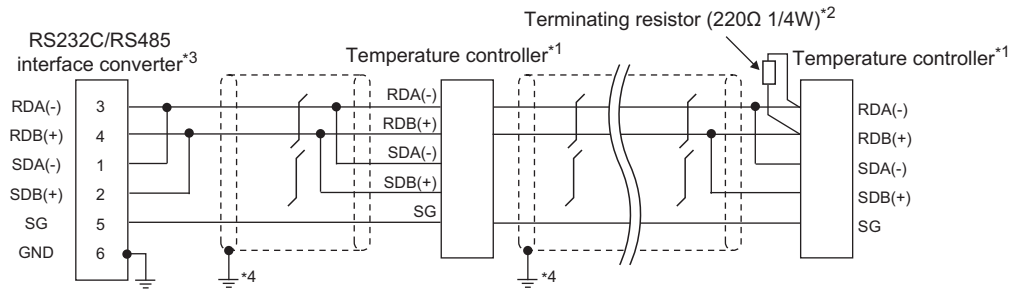 Terminating resistor (220Ω 1/4W)*2
RS232C/RS485
interface converter*3
Temperature controller*1
Temperature controller*1
RDA(-) 3
RDB(+) 4
SDA(-) 1
SDB(+) 2
SG 5
GND 6
RDA(-)
RDB(+)
SDA(-)
SDB(+)
SG
RDA(-)
RDB(+)
SDA(-)
SDB(+)
SG
*4
*4